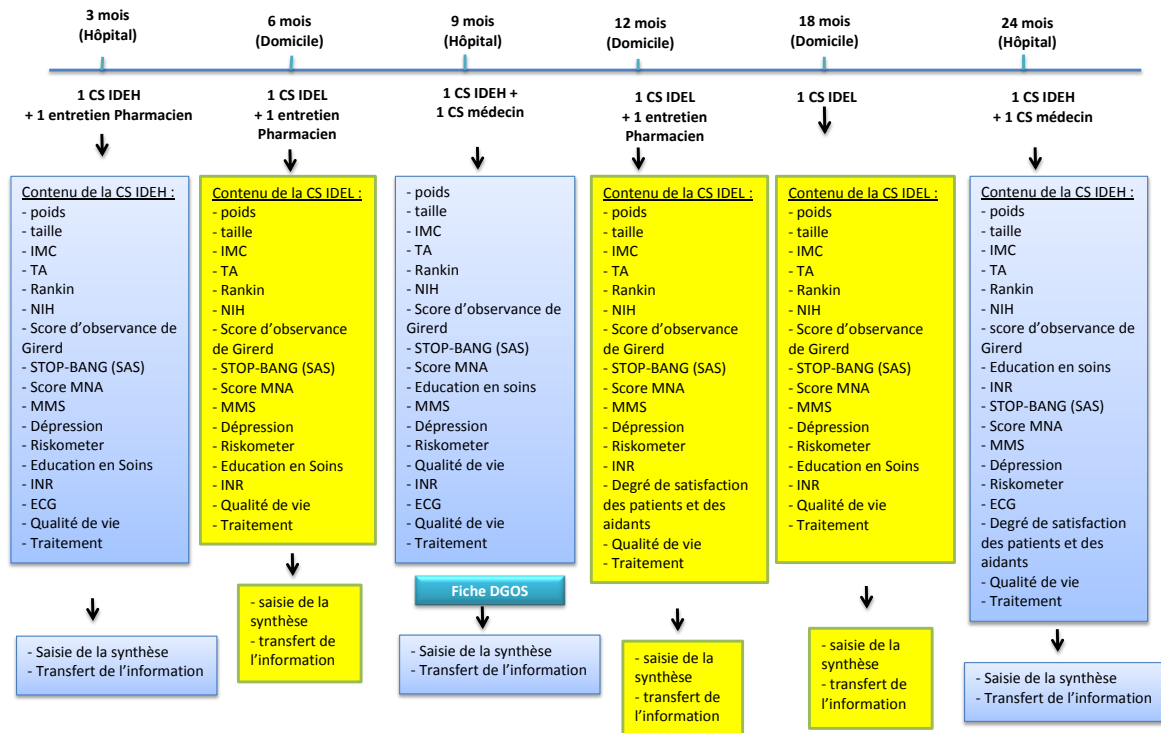 3 mois
(Hôpital)
6 mois
(Domicile)
9 mois
(Hôpital)
12 mois
(Domicile)
18 mois
(Domicile)
24 mois
(Hôpital)
1 CS IDEH
+ 1 entretien Pharmacien
1 CS IDEL
+ 1 entretien
Pharmacien
1 CS IDEH +
1 CS médecin
1 CS IDEL
+ 1 entretien
Pharmacien
1 CS IDEL
1 CS IDEH
+ 1 CS médecin
Contenu de la CS IDEH :
- poids
- taille
- IMC
- TA
- Rankin
- NIH
- Score d’observance de
Girerd
- STOP-BANG (SAS)
- Score MNA
- MMS
- Dépression
- Riskometer
- Education en Soins
- INR
- ECG
- Qualité de vie
- Traitement
Contenu de la CS IDEL :
- poids
- taille
- IMC
- TA
- Rankin
- NIH
- Score d’observance
de Girerd
- STOP-BANG (SAS)
- Score MNA
- MMS
- Dépression
- Riskometer
- Education en Soins
- INR
- Qualité de vie
- Traitement
- poids
- taille
- IMC
- TA
- Rankin
- NIH
- Score d’observance de
Girerd
- STOP-BANG (SAS)
- Score MNA
- Education en soins
- MMS
- Dépression
- Riskometer
- Qualité de vie
- INR
- ECG
- Qualité de vie
- Traitement
Contenu de la CS IDEL :
- poids
- taille
- IMC
- TA
- Rankin
- NIH
- Score d’observance
de Girerd
- STOP-BANG (SAS)
- Score MNA
- MMS
- Dépression
- Riskometer
- INR
- Degré de satisfaction
des patients et des
aidants
- Qualité de vie
- Traitement
Contenu de la CS IDEL :
- poids
- taille
- IMC
- TA
- Rankin
- NIH
- Score d’observance
de Girerd
- STOP-BANG (SAS)
- Score MNA
- MMS
- Dépression
- Riskometer
- Education en Soins
- INR
- Qualité de vie
- Traitement
Contenu de la CS IDEH :
- poids
- taille
- IMC
- TA
- Rankin
- NIH
- score d’observance de
Girerd
- Education en soins
- INR
- STOP-BANG (SAS)
- Score MNA
- MMS
- Dépression
- Riskometer
- ECG
- Degré de satisfaction
des patients et des
aidants
- Qualité de vie
- Traitement
Fiche DGOS
- Saisie de la synthèse
- Transfert de l’information
- saisie de la
synthèse
- transfert de
l’information
- Saisie de la synthèse
- Transfert de l’information
- saisie de la
synthèse
- transfert de
l’information
- saisie de la
synthèse
- transfert de
l’information
- Saisie de la synthèse
- Transfert de l’information